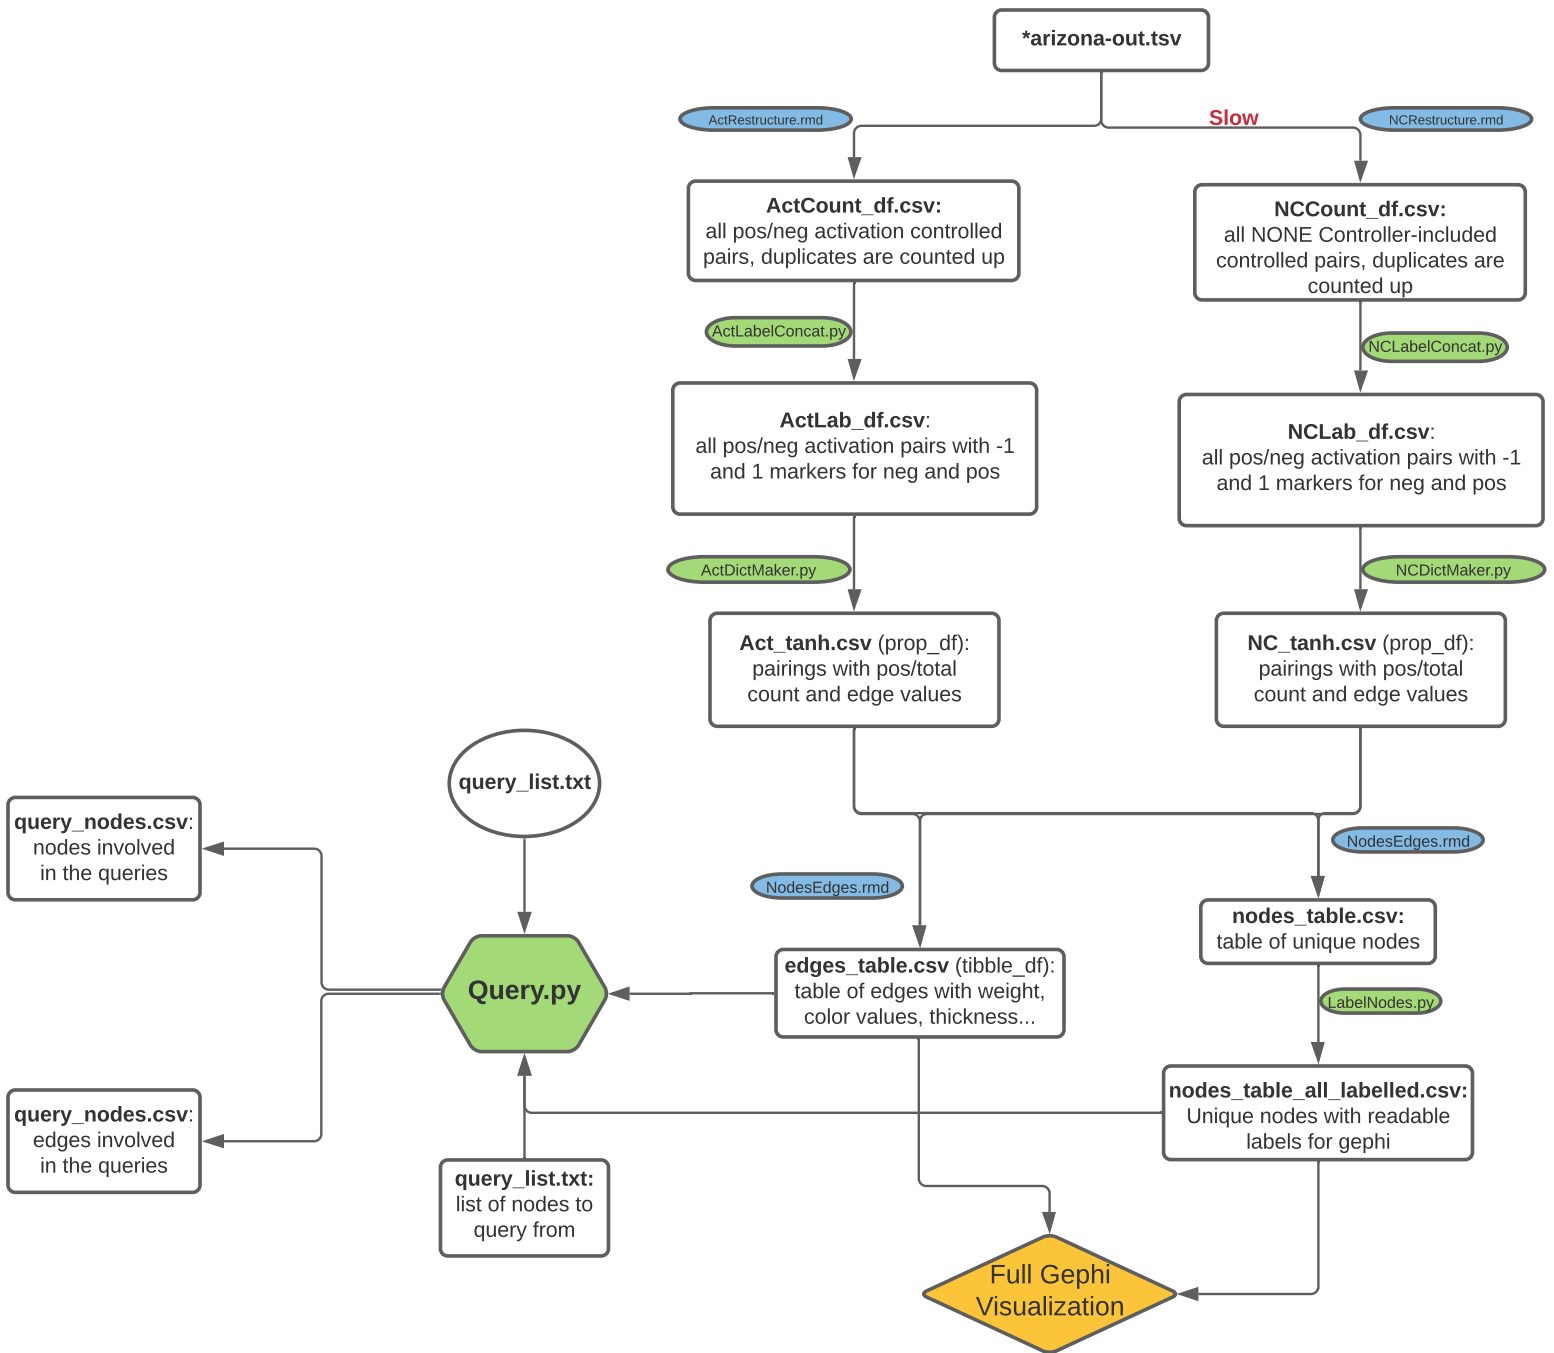 *arizona-out.tsv
ActRestructure.rmd
Slow
NCRestructure.rmd
ActCount_df.csv:
all pos/neg activation controlled
pairs, duplicates are counted up
NCCount_df.csv:
all NONE Controller-included
controlled pairs, duplicates are
counted up
ActLabelConcat.py
NCLabelConcat.py
ActLab_df.csv:
all pos/neg activation pairs with -1
and 1 markers for neg and pos
NCLab_df.csv:
all pos/neg activation pairs with -1
and 1 markers for neg and pos
ActDictMaker.py
NCDictMaker.py
Act_tanh.csv (prop_df):
pairings with pos/total
count and edge values
NC_tanh.csv (prop_df):
pairings with pos/total
count and edge values
query_list.txt
query_nodes.csv:
nodes involved
in the queries
NodesEdges.rmd
NodesEdges.rmd
nodes_table.csv:
table of unique nodes
Query.py
edges_table.csv (tibble_df):
table of edges with weight,
color values, thickness...
LabelNodes.py
query_nodes.csv:
edges involved
in the queries
nodes_table_all_labelled.csv:
Unique nodes with readable
labels for gephi
query_list.txt:
list of nodes to
query from
Full Gephi
Visualization